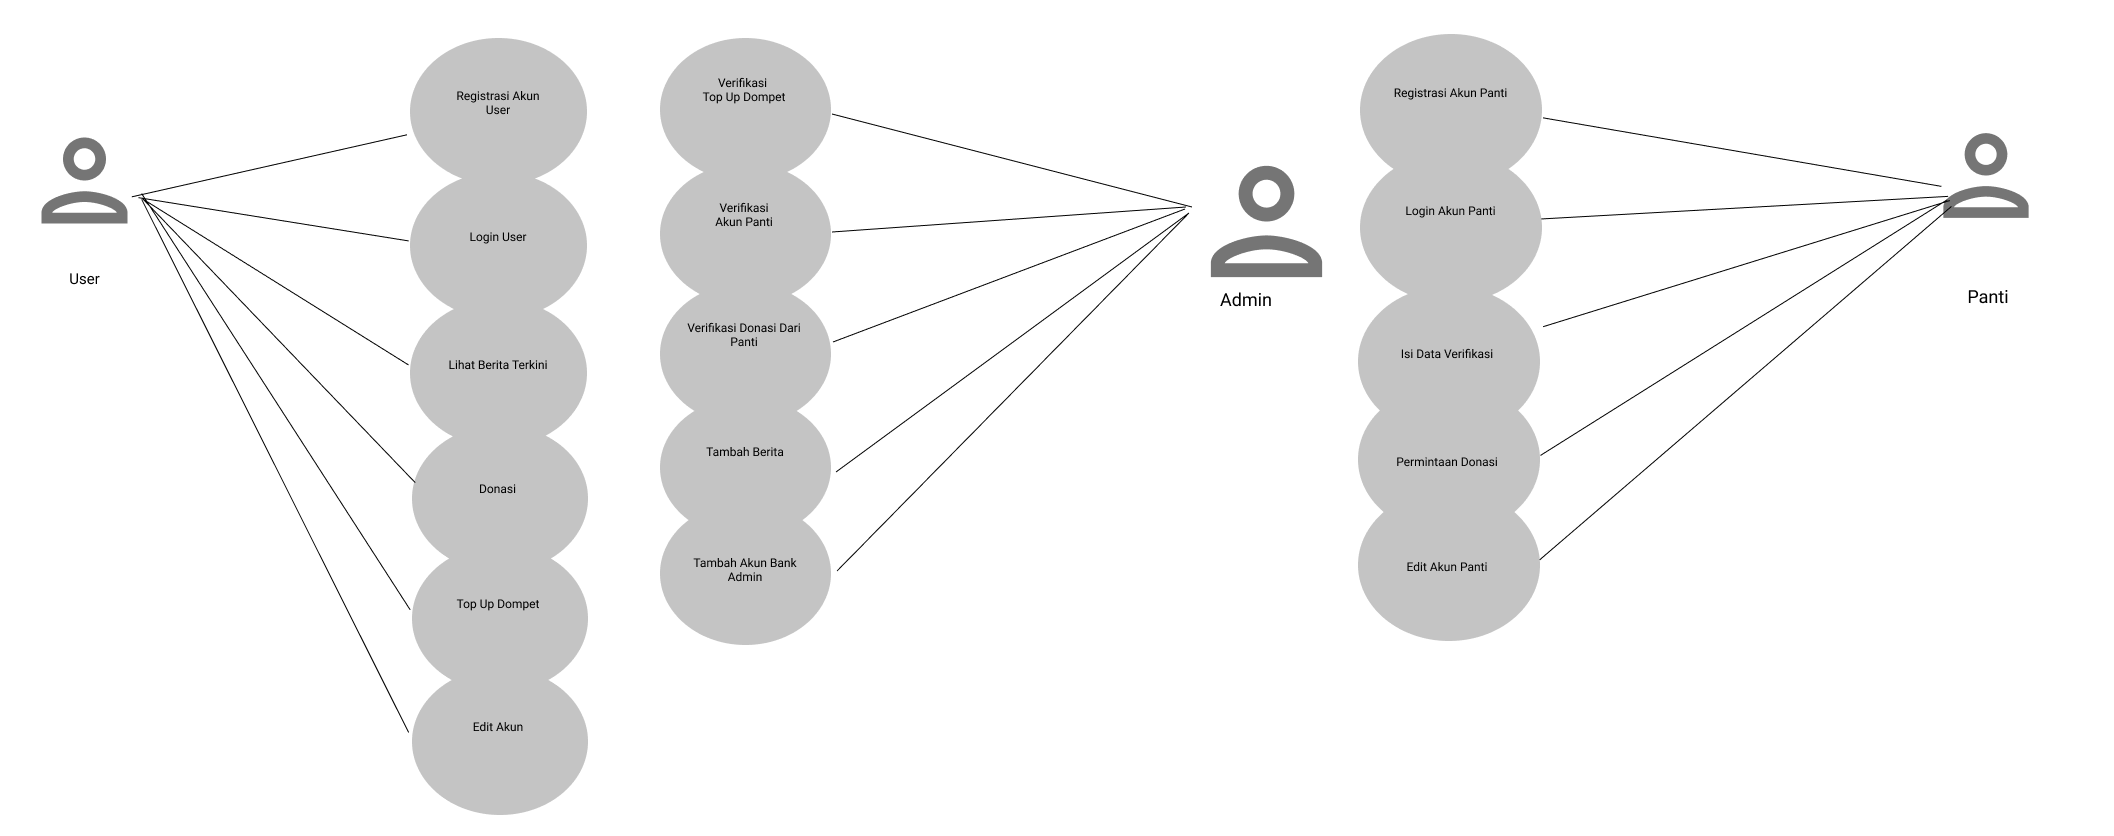 User
Registrasi Akun
User
Login User
Lihat Berita Terkini
Donasi
Top Up Dompet
Edit Akun
Verifikasi
Top Up Dompet
Verifikasi
Akun Panti
Verifikasi Donasi Dari
Panti
Tambah Berita
Tambah Akun Bank
Admin
Admin
Registrasi Akun Panti
Login Akun Panti
Isi Data Verifikasi
Permintaan Donasi
Edit Akun Panti
Panti